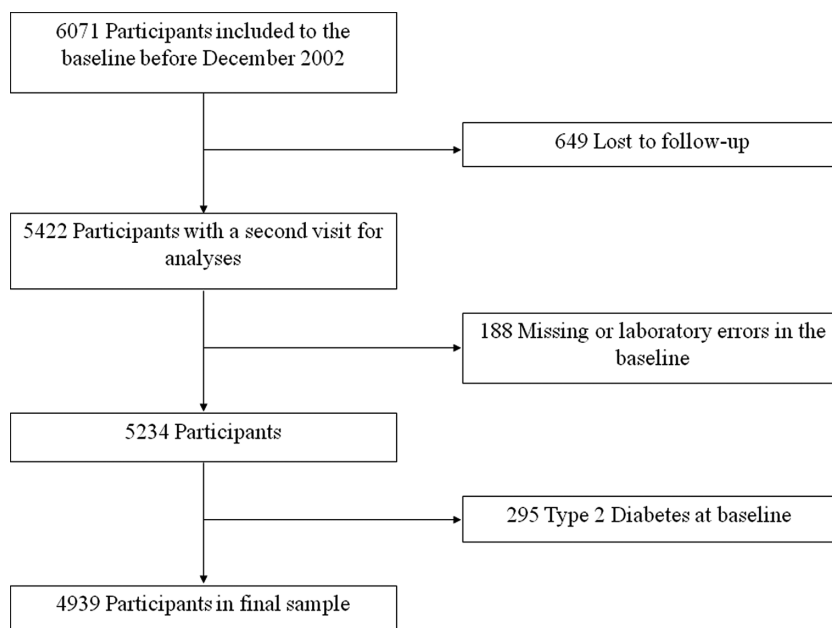 6071 Participants included to the
baseline before December 2002
649 Lost to follow-up
5422 Participants with a second visit for
analyses
188 Missing or laboratory errors in the
baseline
5234 Participants
295 Type 2 Diabetes at baseline
4939 Participants in final sample